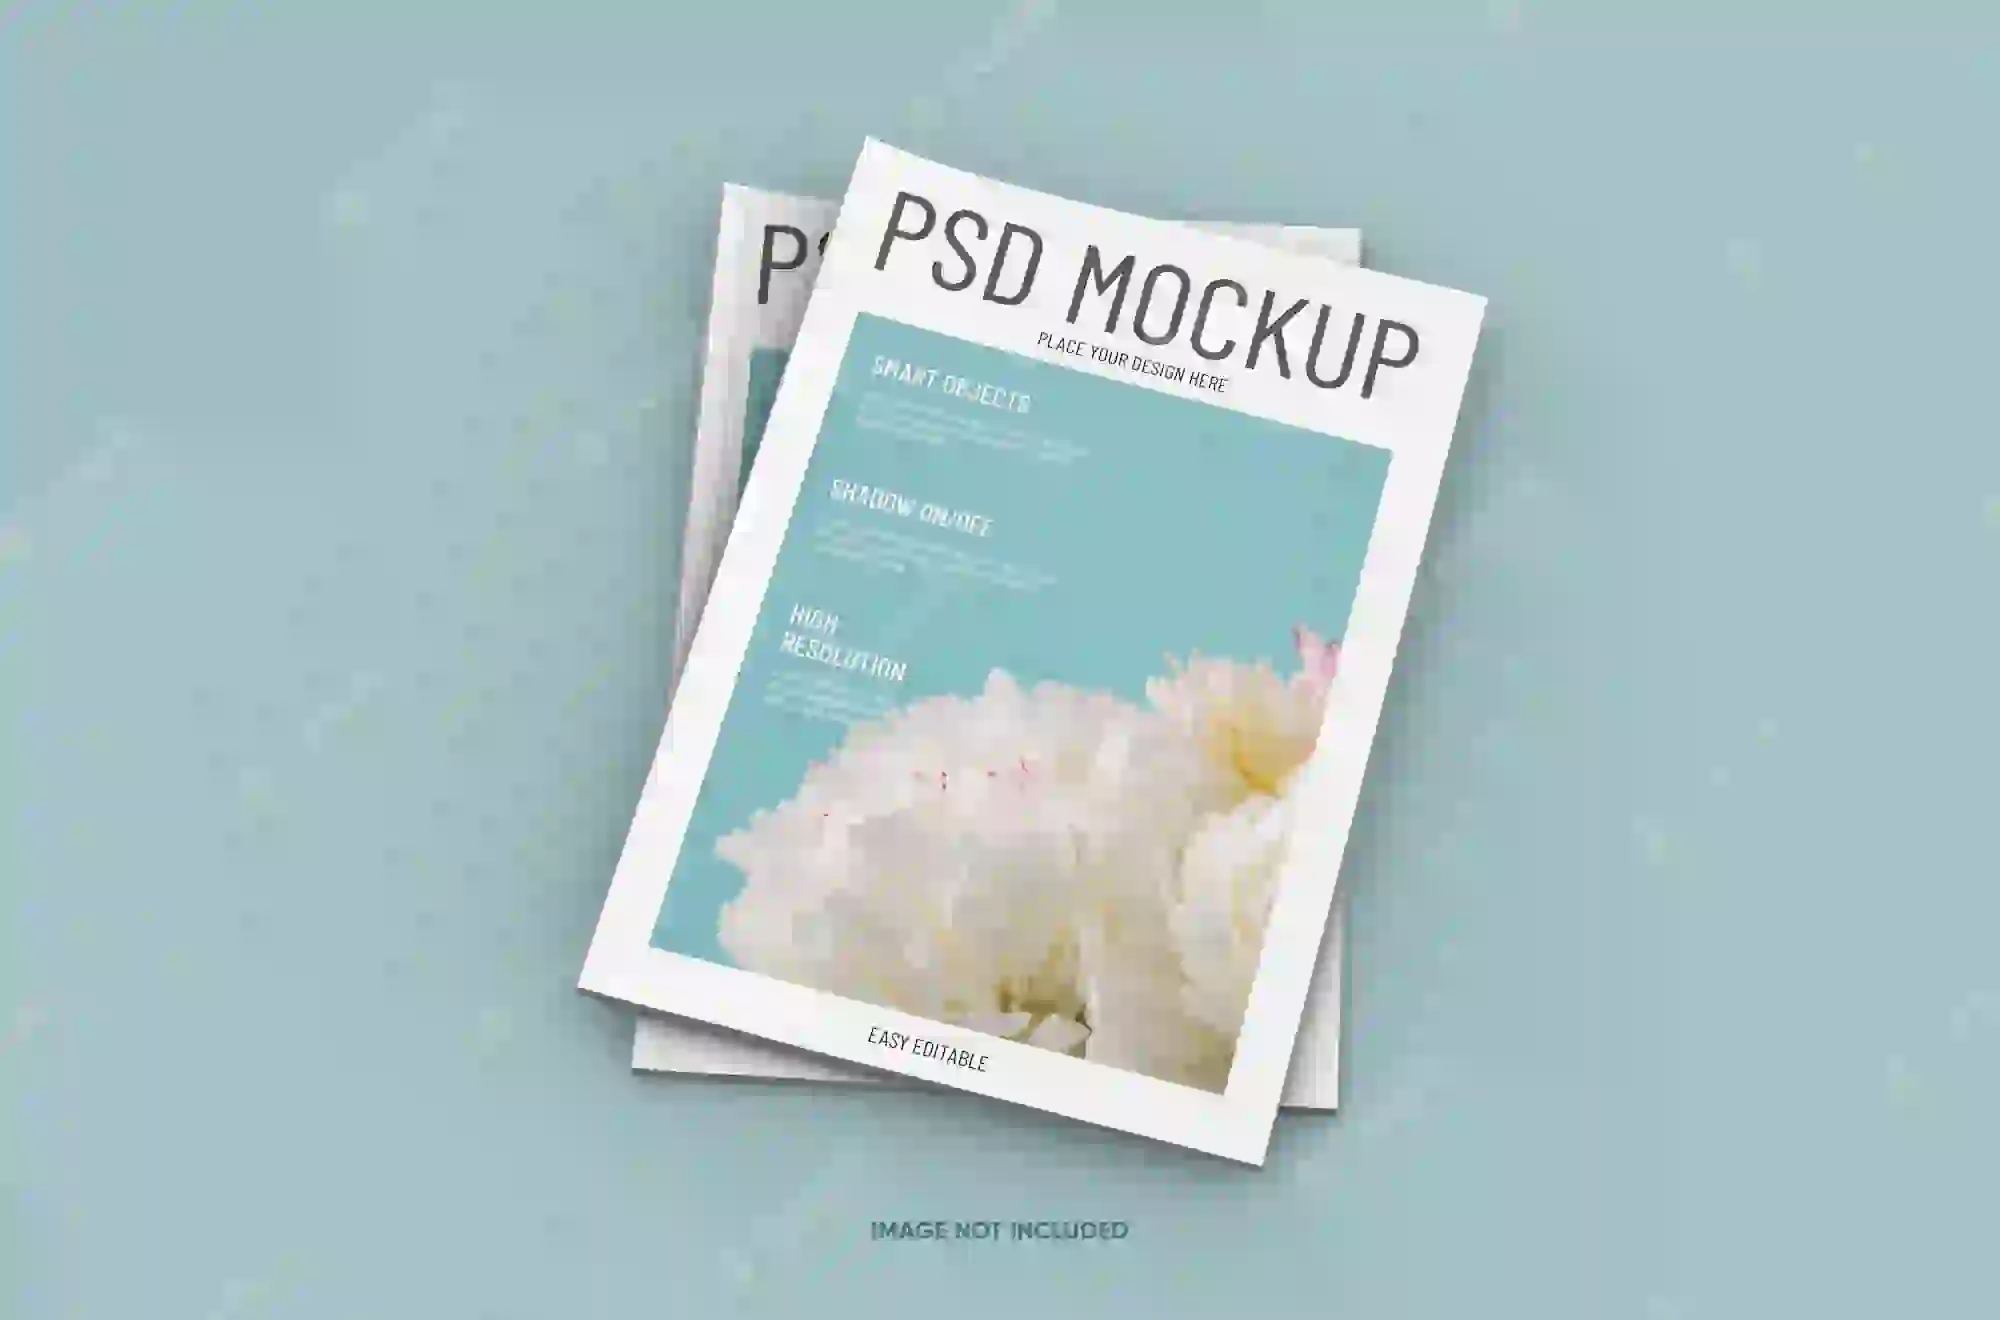 PSD MOCKUP
PLACE YOUR DESIGN HERE
SMART OBJECTS
SHADOW ON/OFF
HIGH
RESOLUTION
EASY EDITABLE
IMAGE NOT INCLUDED